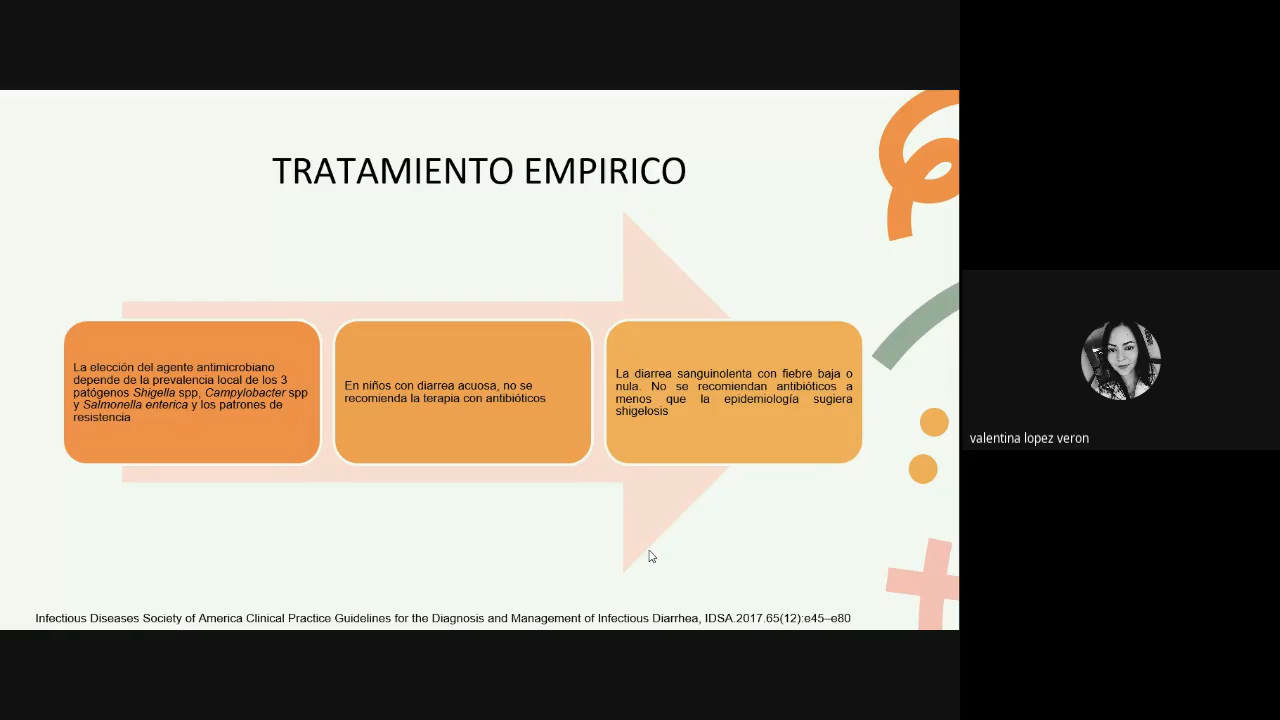 TRATAMIENTO EMPIRICO
La elección del agente antimicrobiano
depende de la prevalencia local de los 3
patógenos Shigella spp, Campylobacter spp
y Salmonella enterica y los patrones de
resistencia
En niños con diarrea acuosa, no se
recomienda la terapia con antibióticos
La diarrea sanguinolenta con fiebre baja o
nula. No se recomiendan antibióticos a
menos que la epidemiología sugiera
shigelosis
Infectious Diseases Society of America Clinical Practice Guidelines for the Diagnosis and Management of Infectious Diarrhea, IDSA.2017.65(12):e45–e80
valentina lopez veron